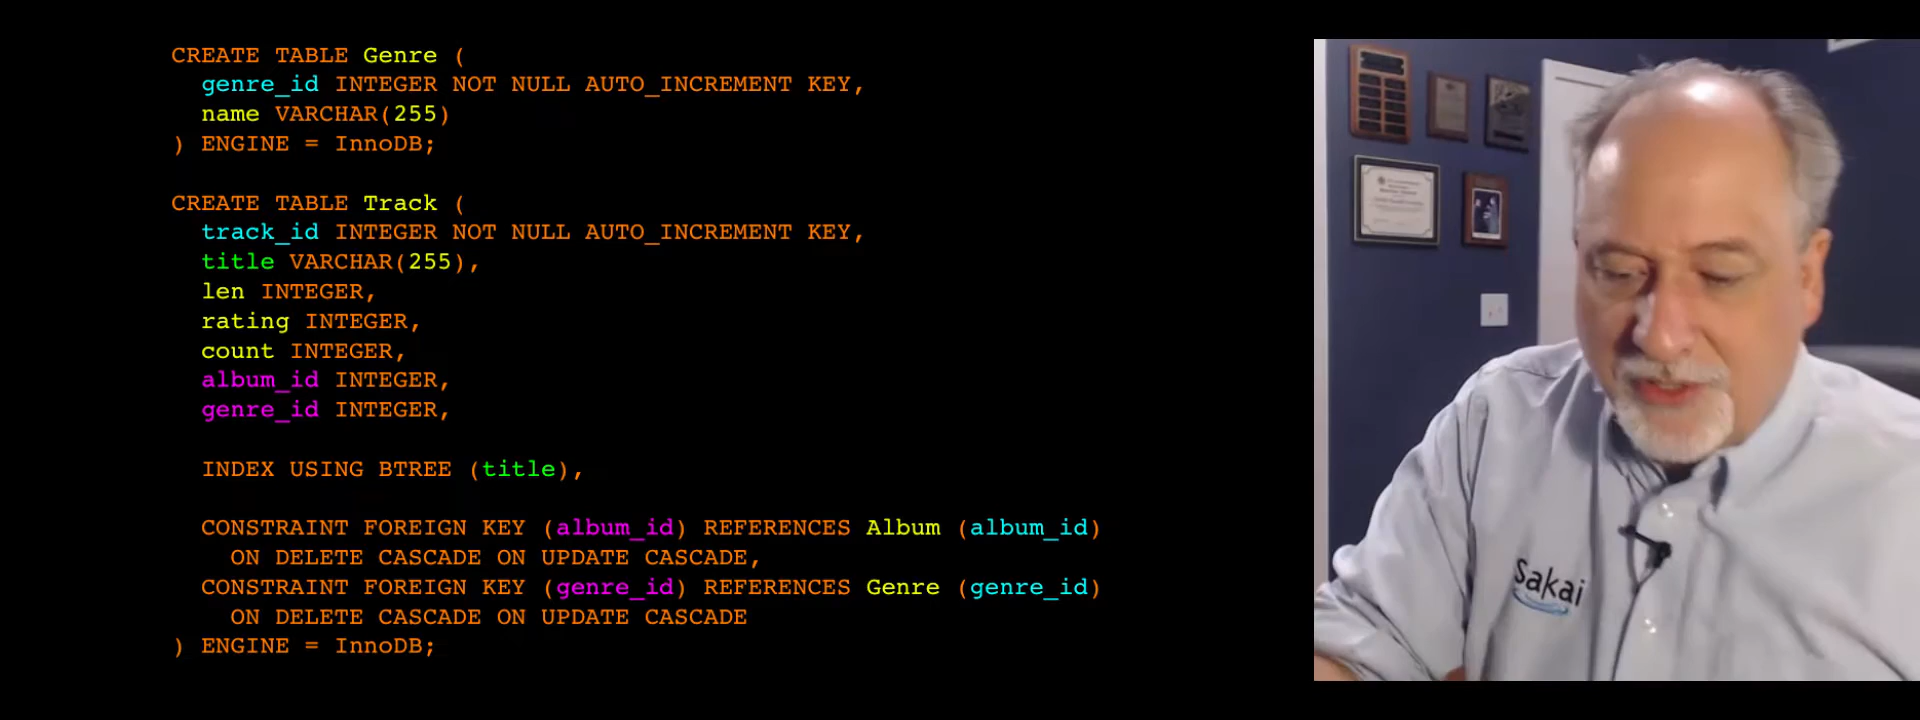 CREATE TABLE Genre (
genre_id INTEGER NOT NULL AUTO_INCREMENT KEY,
name VARCHAR(255)
) ENGINE = InnoDB;
CREATE TABLE Track (
track_id INTEGER NOT NULL AUTO_INCREMENT KEY,
title VARCHAR(255),
len INTEGER,
rating INTEGER,
count INTEGER,
album_id INTEGER,
genre_id INTEGER,
INDEX USING BTREE (title),
CONSTRAINT FOREIGN KEY (album_id) REFERENCES Album (album_id)
ON DELETE CASCADE ON UPDATE CASCADE,
CONSTRAINT FOREIGN KEY (genre_id) REFERENCES Genre (genre_id)
ON DELETE CASCADE ON UPDATE CASCADE
) ENGINE = InnoDB;
Sakai